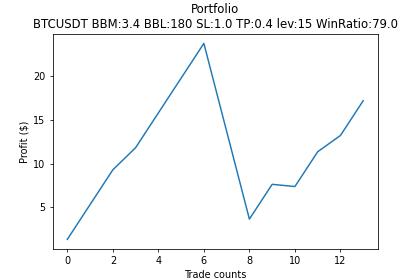 Portfolio
BTCUSDT BBM:3.4 BBL:180 SL:1.0 TP:0.4 lev:15 WinRatio:79.0
Profit ($)
20
15
10
5
0 2 4 6 8 10 12
Trade counts